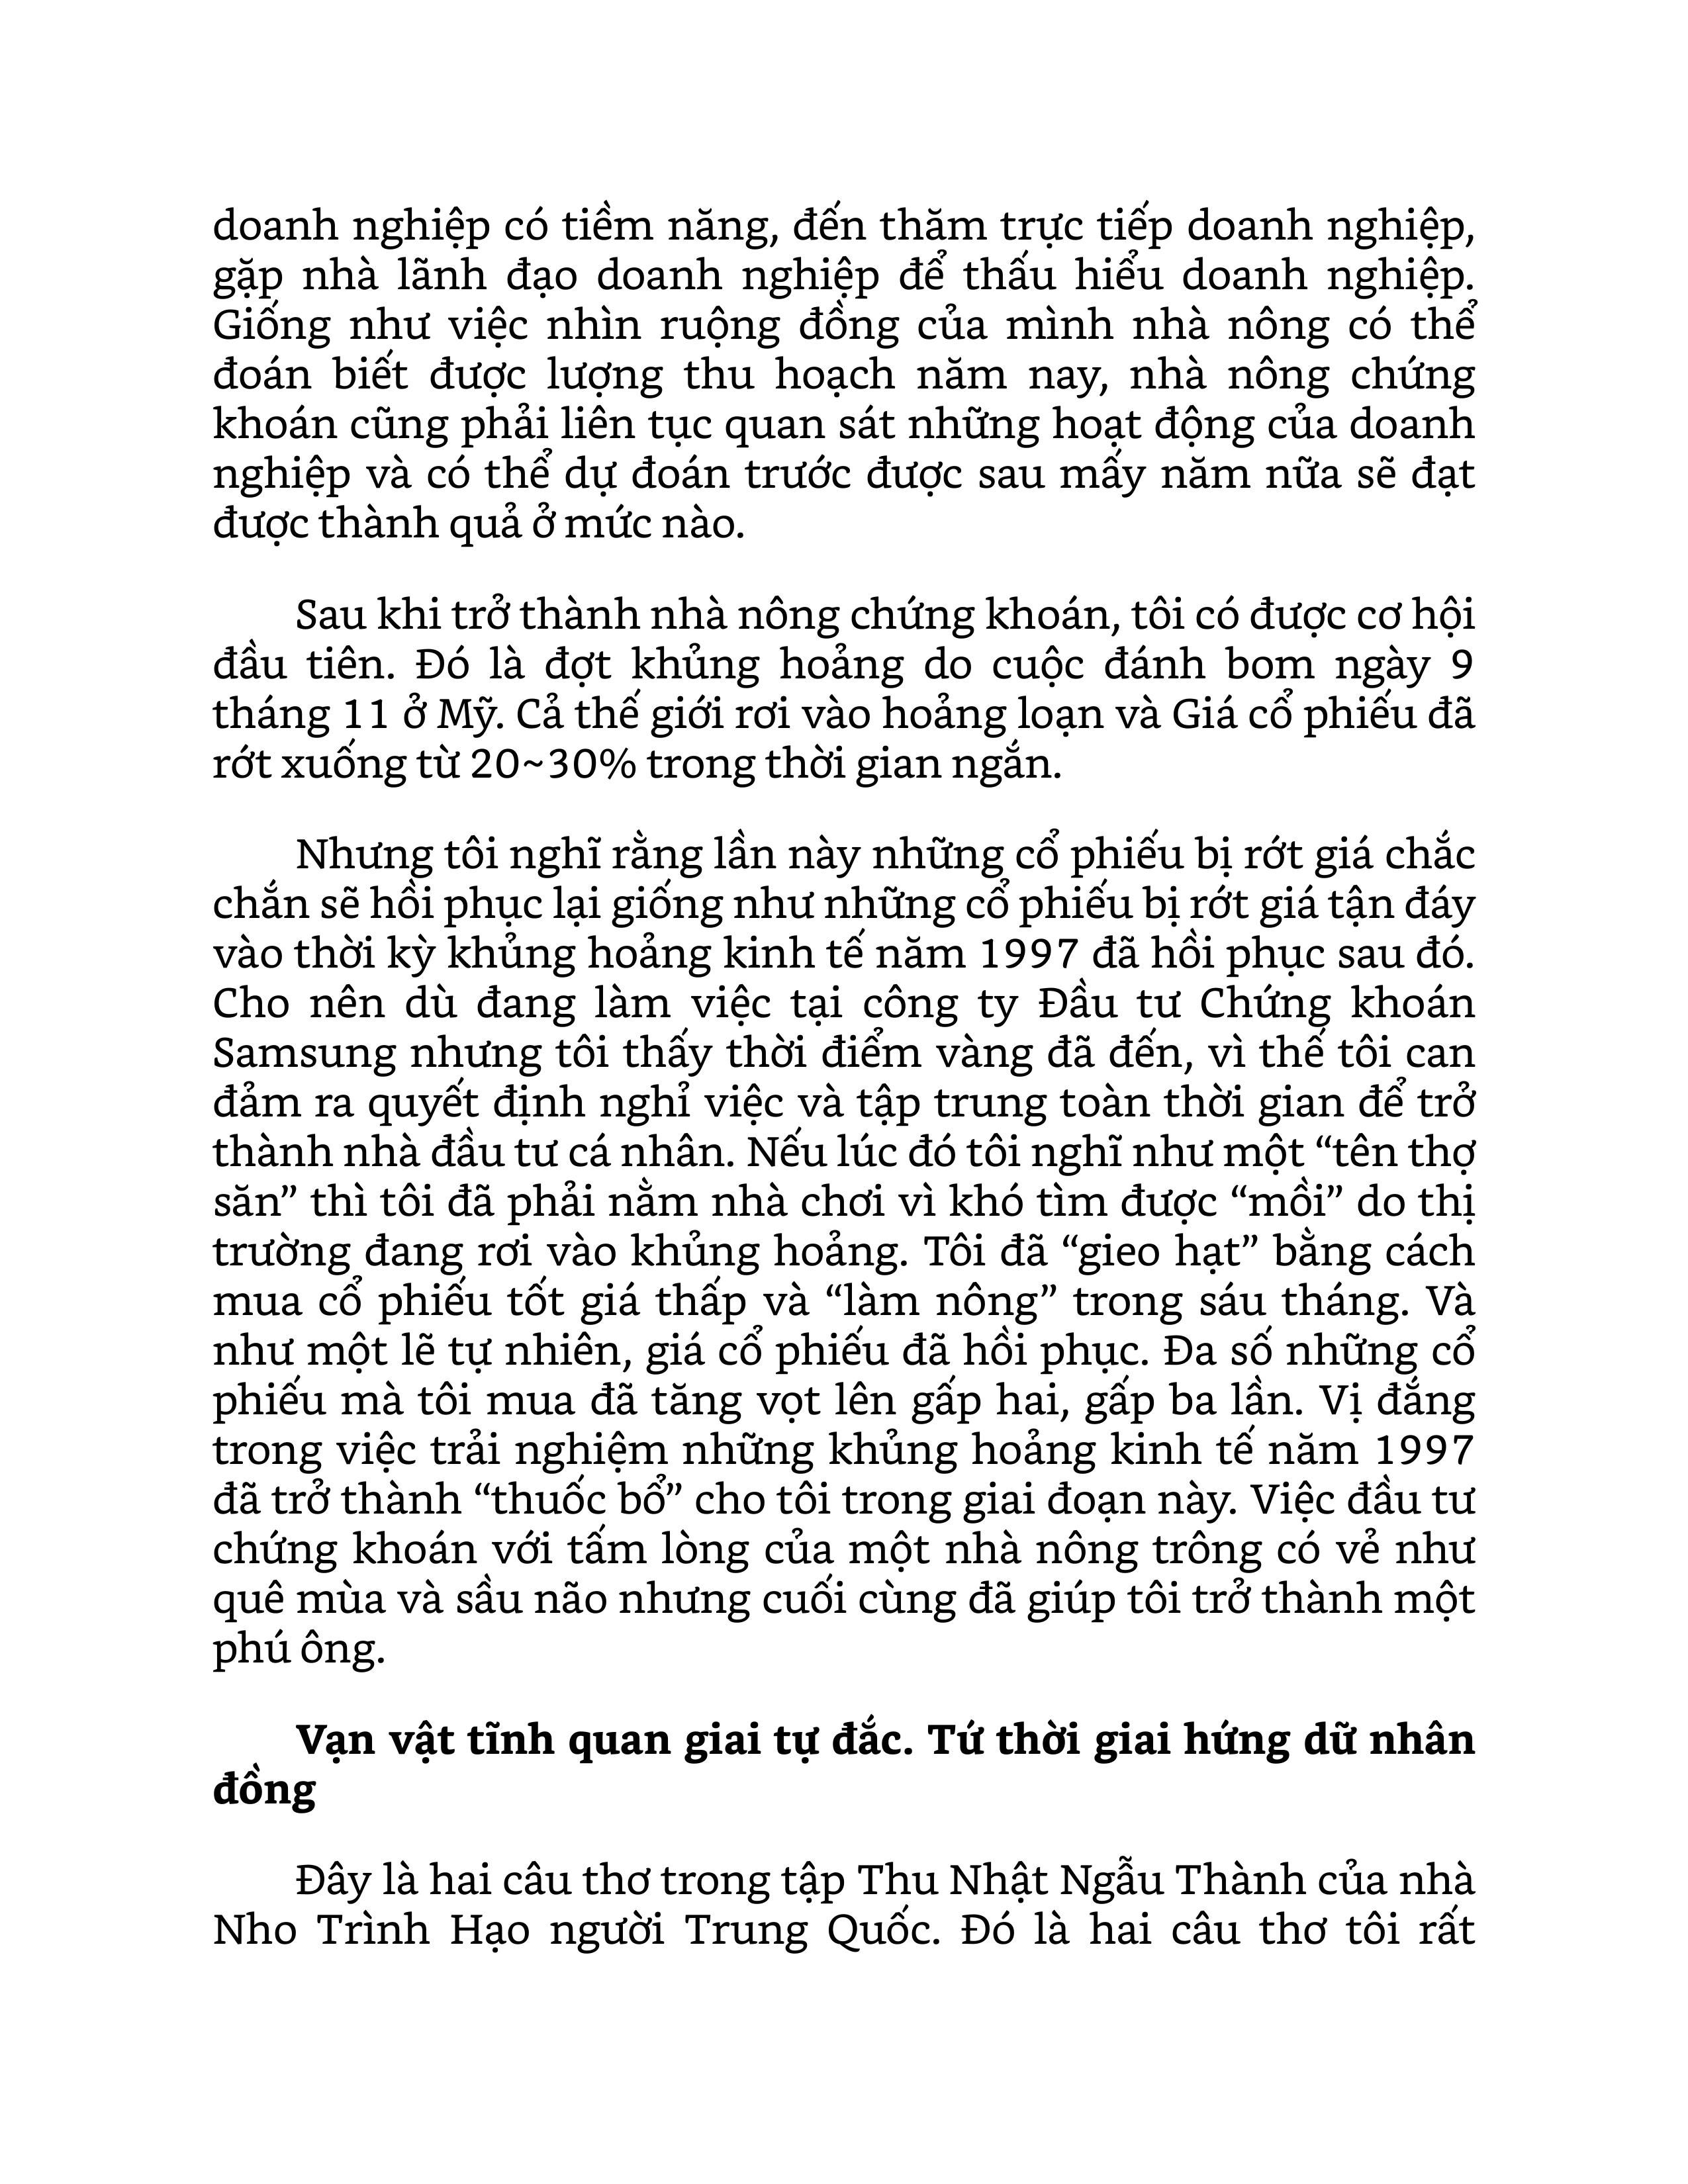 doanh nghiệp có tiềm năng, đến thăm trực tiếp doanh nghiệp,
gặp nhà lãnh đạo doanh nghiệp để thấu hiểu doanh nghiệp.
Giống như việc nhìn ruộng đồng của mình nhà nông có thể
đoán biết được lượng thu hoạch năm nay, nhà nông chứng
khoán cũng phải liên tục quan sát những hoạt động của doanh
nghiệp và có thể dự đoán trước được sau mấy năm nữa sẽ đạt
được thành quả ở mức nào.
Sau khi trở thành nhà nông chứng khoán, tôi có được cơ hội
đầu tiên. Đó là đợt khủng hoảng do cuộc đánh bom ngày 9
tháng 11 ở Mỹ. Cả thế giới rơi vào hoảng loạn và Giá cổ phiếu đã
rớt xuống từ 20~30% trong thời gian ngắn.
Nhưng tôi nghĩ rằng lần này những cổ phiếu bị rớt giá chắc
chắn sẽ hồi phục lại giống như những cổ phiếu bị rớt giá tận đáy
vào thời kỳ khủng hoảng kinh tế năm 1997 đã hồi phục sau đó.
Cho nên dù đang làm việc tại công ty Đầu tư Chứng khoán
Samsung nhưng tôi thấy thời điểm vàng đã đến, vì thế tôi can
đảm ra quyết định nghỉ việc và tập trung toàn thời gian để trở
thành nhà đầu tư cá nhân. Nếu lúc đó tôi nghĩ như một “tên thợ
săn” thì tôi đã phải nằm nhà chơi vì khó tìm được “mồi” do thị
trường đang rơi vào khủng hoảng. Tôi đã “gieo hạt” bằng cách
mua cổ phiếu tốt giá thấp và “làm nông” trong sáu tháng. Và
như một lẽ tự nhiên, giá cổ phiếu đã hồi phục. Đa số những cổ
phiếu mà tôi mua đã tăng vọt lên gấp hai, gấp ba lần. Vị đắng
trong việc trải nghiệm những khủng hoảng kinh tế năm 1997
đã trở thành “thuốc bổ” cho tôi trong giai đoạn này. Việc đầu tư
chứng khoán với tấm lòng của một nhà nông trông có vẻ như
quê mùa và sầu não nhưng cuối cùng đã giúp tôi trở thành một
phú ông.
Vạn vật tĩnh quan giai tự đắc. Tứ thời giai hứng dữ nhân
đồng
Đây là hai câu thơ trong tập Thu Nhật Ngẫu Thành của nhà
Nho Trình Hạo người Trung Quốc. Đó là hai câu thơ tôi rất